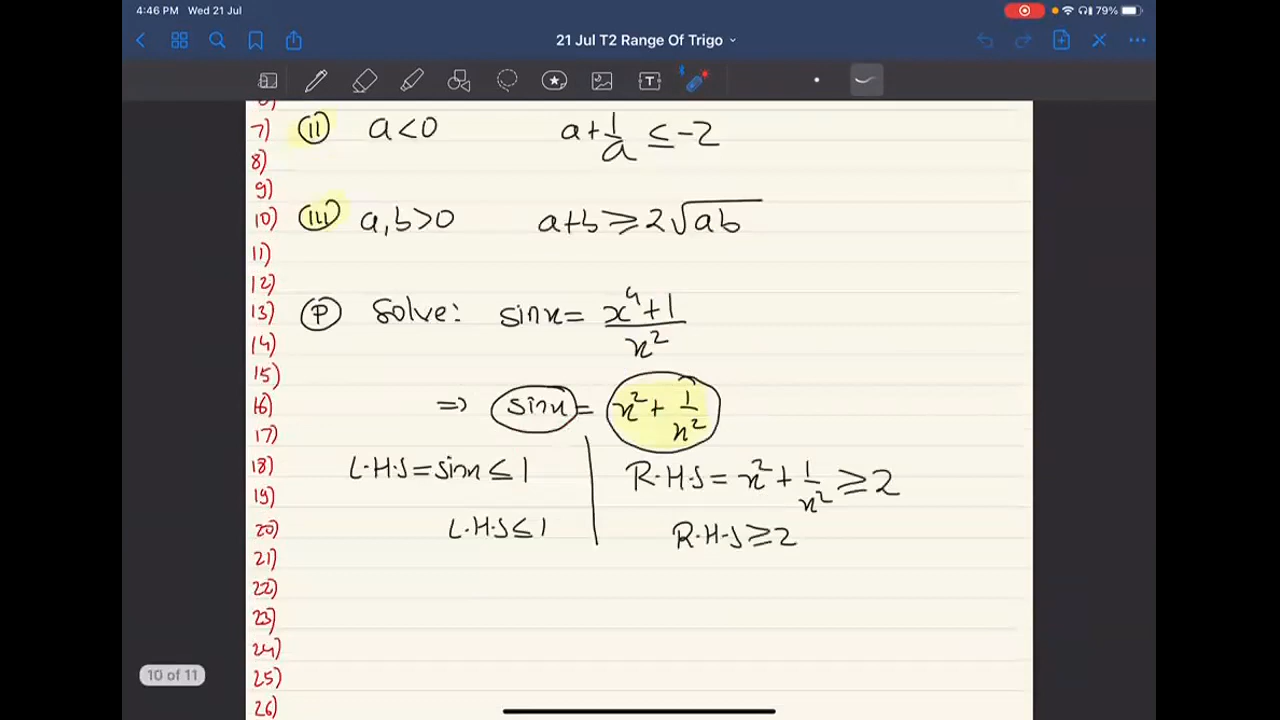 4:46 PM Wed 21 Jul 79%
21 Jul T2 Range Of Trigo
7) (ii) a<0 a+1/a ≤-2
8)
9)
10) (iii) a,b>0 a+b≥2√ab
11)
12)
13) (P) Solve: sinx= x⁴+1/x²
14)
15)
16) => sinx= x²+1/x²
17)
18) L.H.S=sinx≤1 R.H.S=x²+1/x²≥2
19)
20) L.H.S≤1 R.H.S≥2
21)
22)
23)
24)
25)
26)
10 of 11